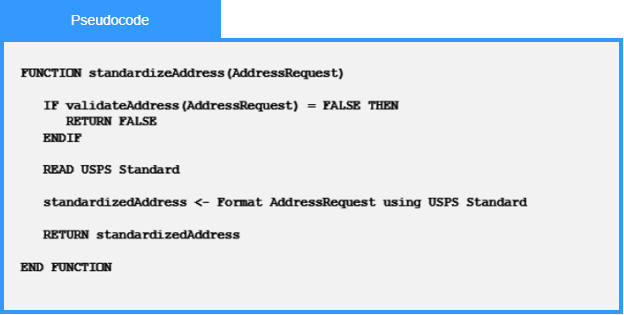 Pseudocode
FUNCTION standardizeAddress(AddressRequest)
IF validateAddress(AddressRequest) = FALSE THEN
RETURN FALSE
ENDIF
READ USPS Standard
standardizedAddress <- Format AddressRequest using USPS Standard
RETURN standardizedAddress
END FUNCTION